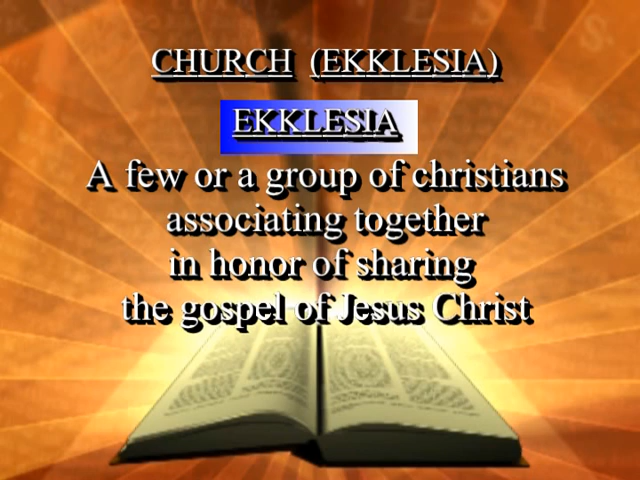 CHURCH (EKKLESIA)
EKKLESIA
A few or a group of christians
associating together
in honor of sharing
the gospel of Jesus Christ